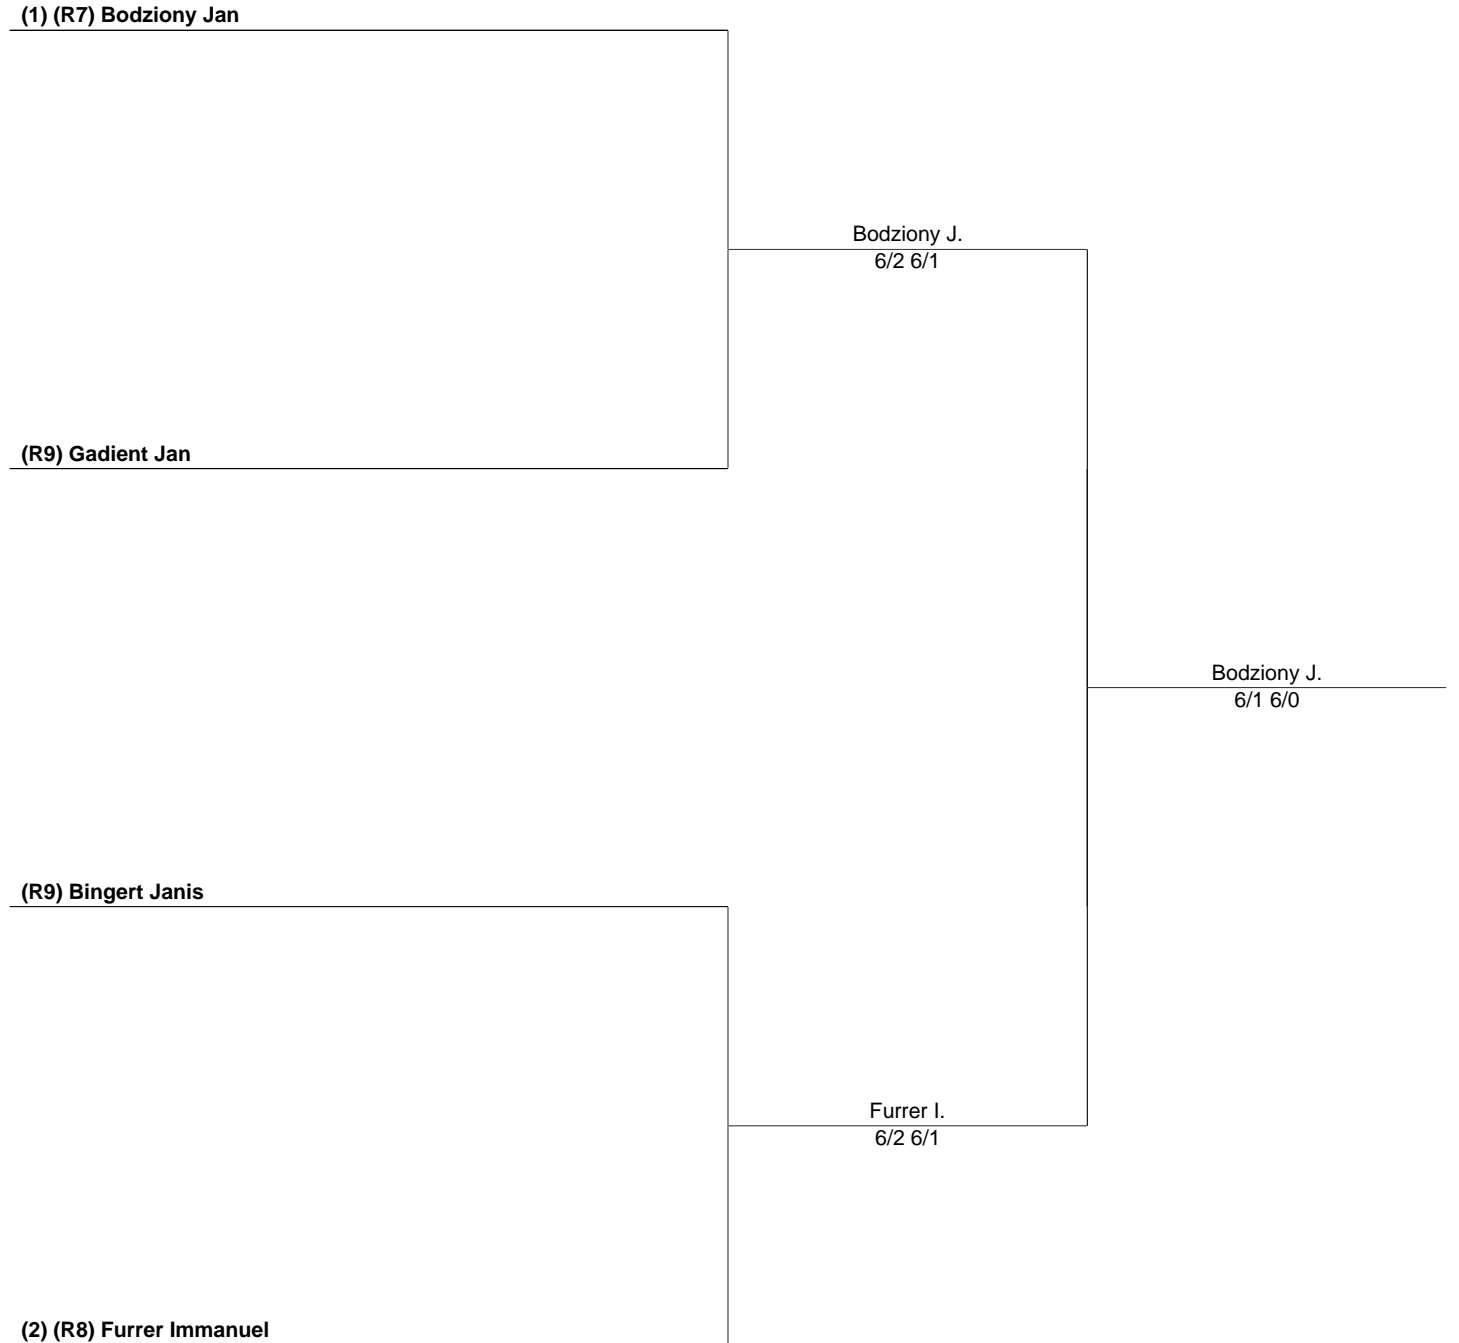 (1) (R7) Bodziony Jan
Bodziony J.
6/2 6/1
(R9) Gadient Jan
Bodziony J.
6/1 6/0
(R9) Bingert Janis
Furrer I.
6/2 6/1
(2) (R8) Furrer Immanuel